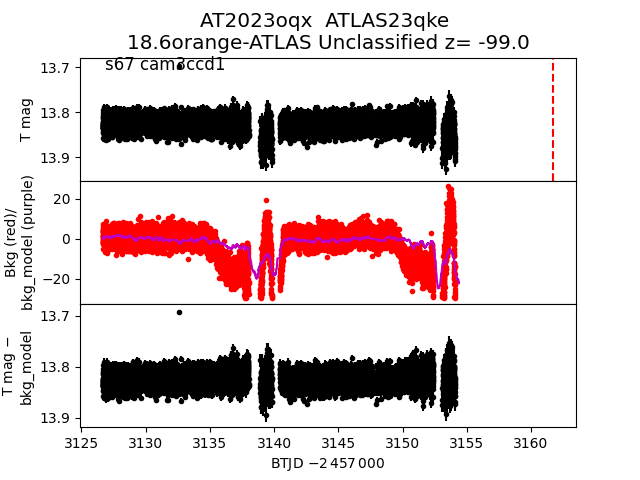 AT2023oqx  ATLAS23qke
18.6orange-ATLAS Unclassified z= -99.0
s67 cam3ccd1
T mag
13.7
13.8
13.9
Bkg (red)/
bkg_model (purple)
20
0
−20
T mag −
bkg_model
13.7
13.8
13.9
3125 3130 3135 3140 3145 3150 3155 3160
BTJD −2 457 000